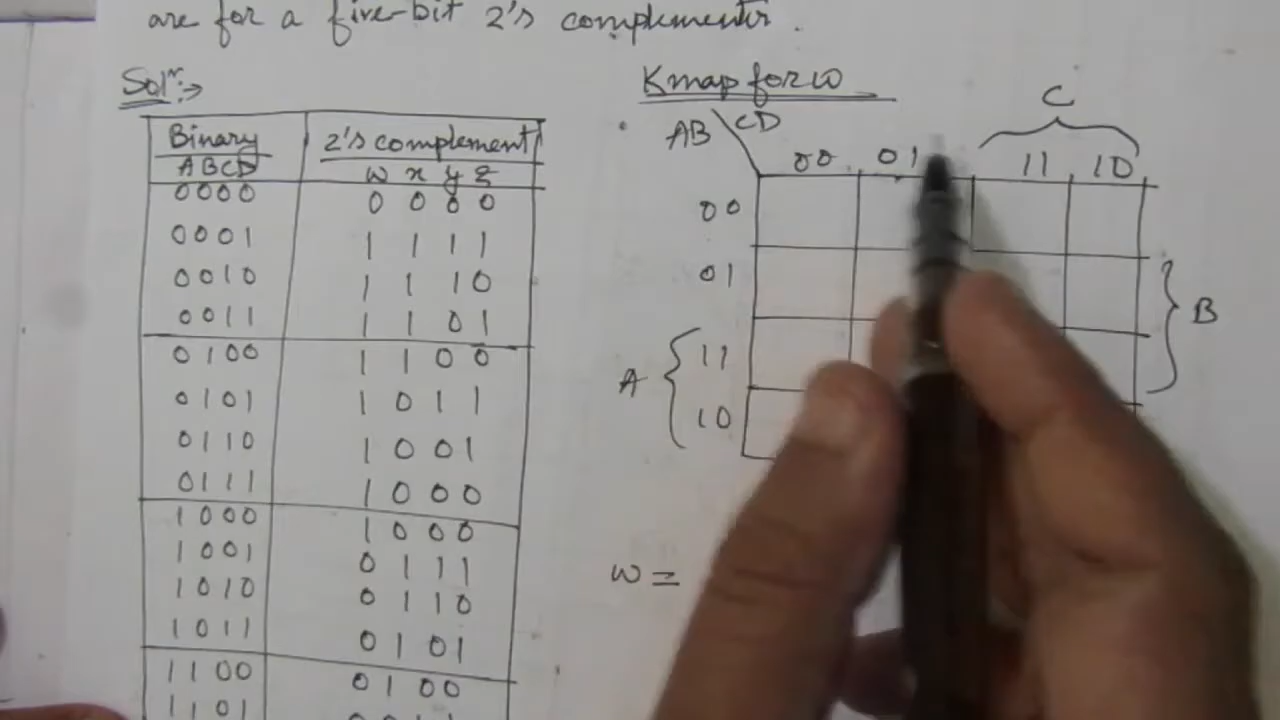 are for a five-bit 2's complementer.
Solⁿ:→
Binary 2's complement
ABCD w x y z
0000 0 0 0 0
0001 1 1 1 1
0010 1 1 1 0
0011 1 1 0 1
0100 1 1 0 0
0101 1 0 1 1
0110 1 0 0 1
0111 1 0 0 0
1000 1 0 0 0
1001 0 1 1 1
1010 0 1 1 0
1011 0 1 0 1
1100 0 1 0 0
1101
Kmap for w
C
AB CD
00 01 11 10
00
01
B
A
11
10
w =